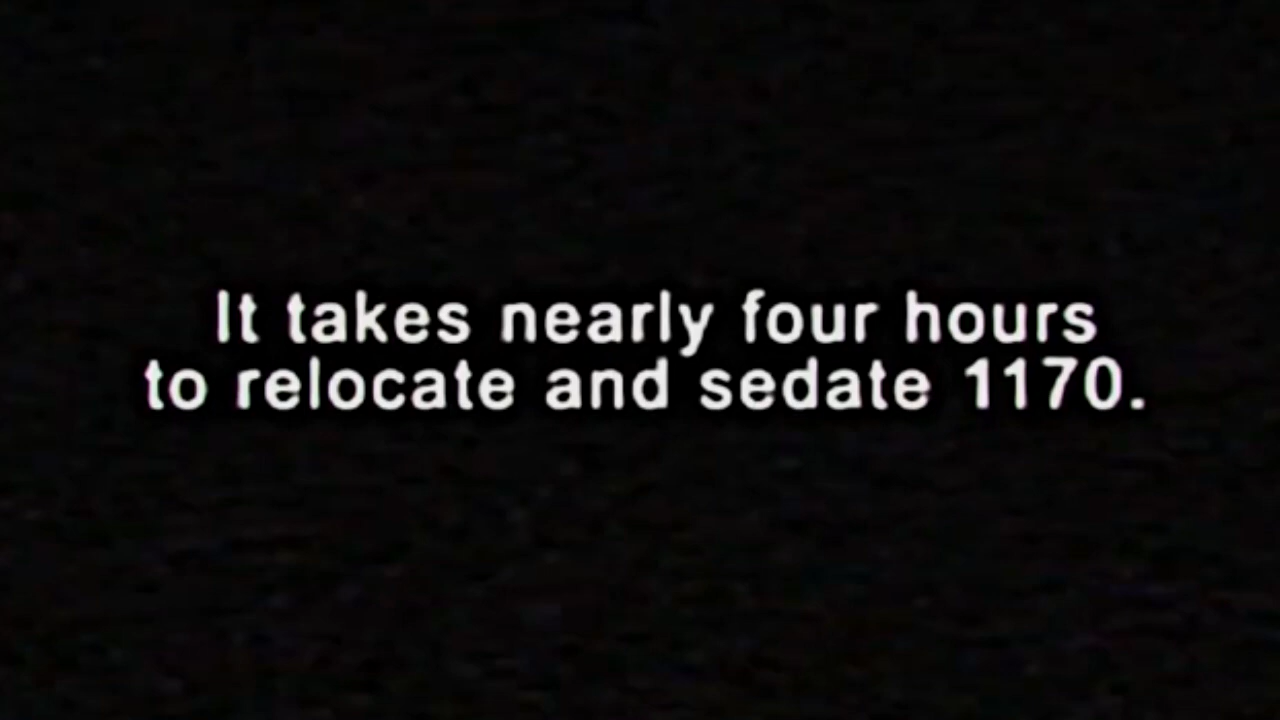 It takes nearly four hours
to relocate and sedate 1170.